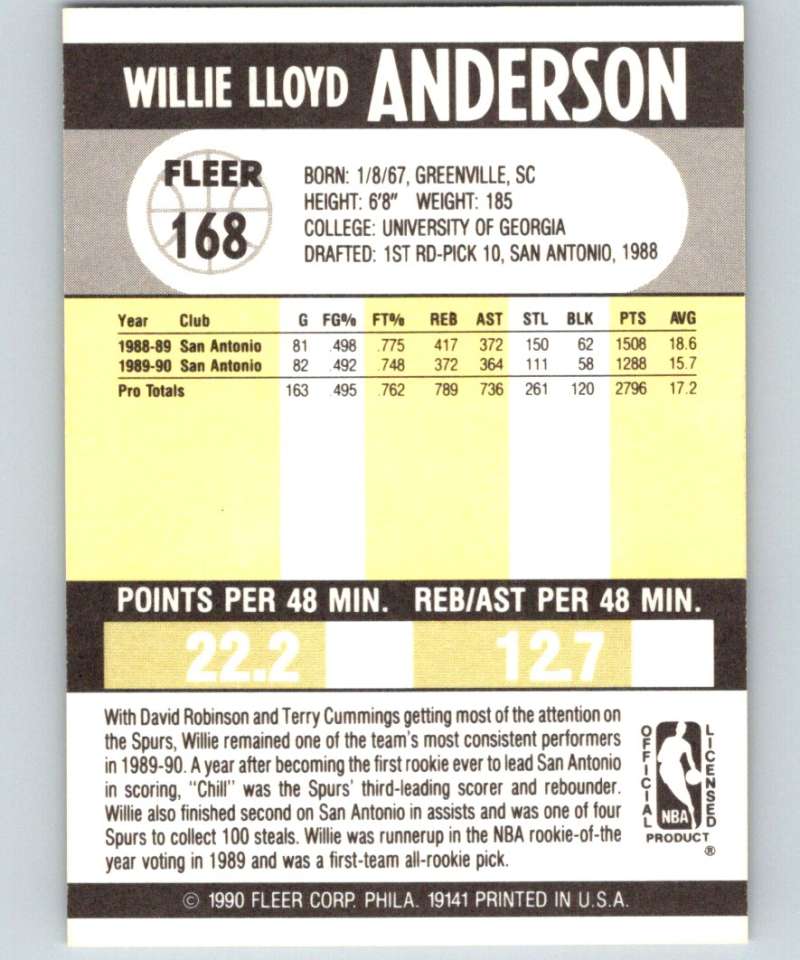 WILLIE LLOYD ANDERSON
FLEER
168
BORN: 1/8/67, GREENVILLE, SC
HEIGHT: 6'8" WEIGHT: 185
COLLEGE: UNIVERSITY OF GEORGIA
DRAFTED: 1ST RD-PICK 10, SAN ANTONIO, 1988
Year Club G FG% FT% REB AST STL BLK PTS AVG
1988-89 San Antonio 81 .498 .775 417 372 150 62 1508 18.6
1989-90 San Antonio 82 .492 .748 372 364 111 58 1288 15.7
Pro Totals 163 .495 .762 789 736 261 120 2796 17.2
POINTS PER 48 MIN. REB/AST PER 48 MIN.
22.2 12.7
With David Robinson and Terry Cummings getting most of the attention on
the Spurs, Willie remained one of the team's most consistent performers
in 1989-90. A year after becoming the first rookie ever to lead San Antonio
in scoring, "Chill" was the Spurs' third-leading scorer and rebounder.
Willie also finished second on San Antonio in assists and was one of four
Spurs to collect 100 steals. Willie was runnerup in the NBA rookie-of-the
year voting in 1989 and was a first-team all-rookie pick.
OFFICIAL
LICENSED
NBA
PRODUCT
®
© 1990 FLEER CORP. PHILA. 19141 PRINTED IN U.S.A.